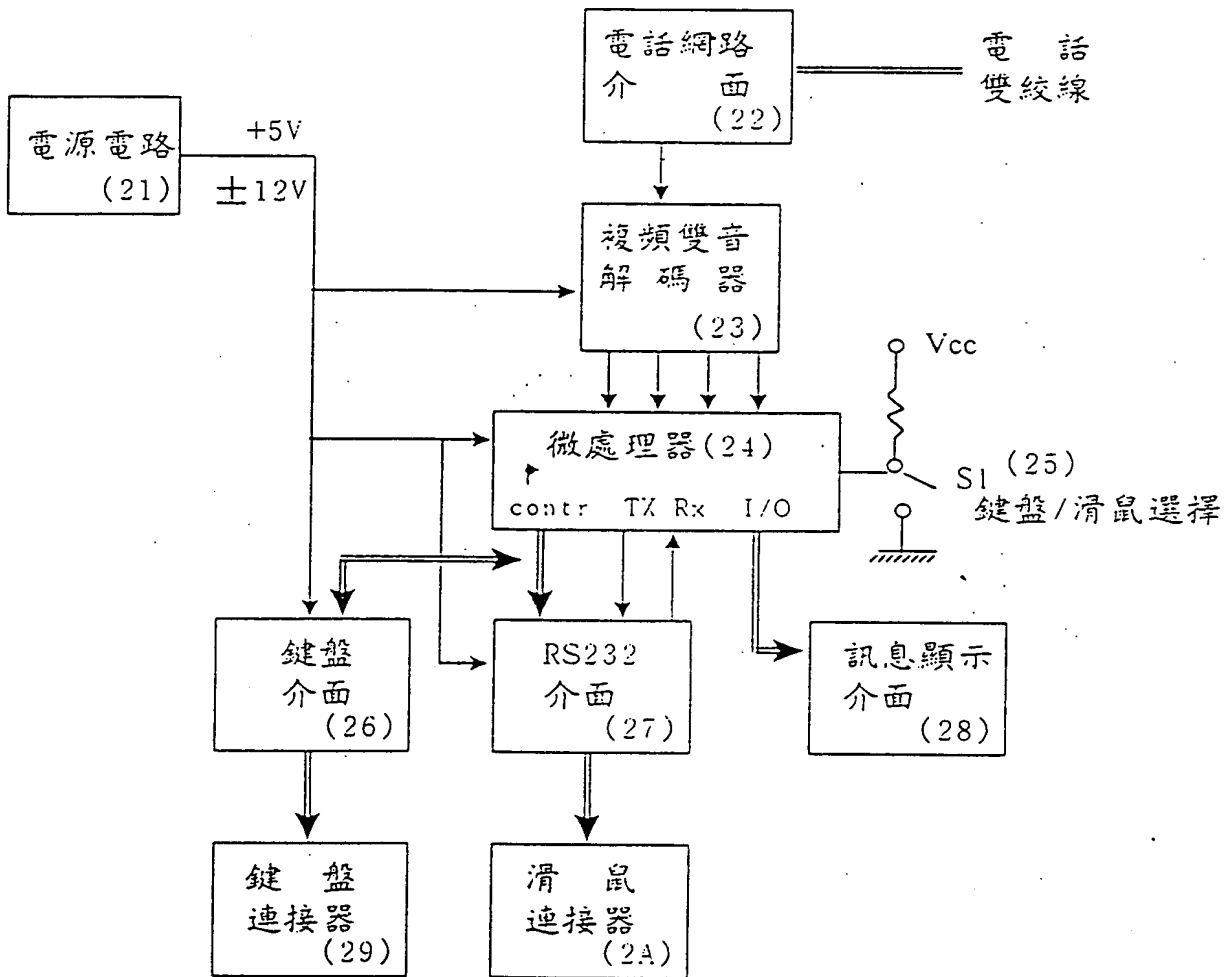 電話網路
介 面
(22)
電 話
雙絞線
電源電路
(21)
+5V
±12V
複頻雙音
解 碼 器
(23)
Vcc
微處理器(24)
contr TX Rx I/O
S1 (25)
鍵盤/滑鼠選擇
鍵盤
介面
(26)
RS232
介面
(27)
訊息顯示
介面
(28)
鍵 盤
連接器
(29)
滑 鼠
連接器
(2A)